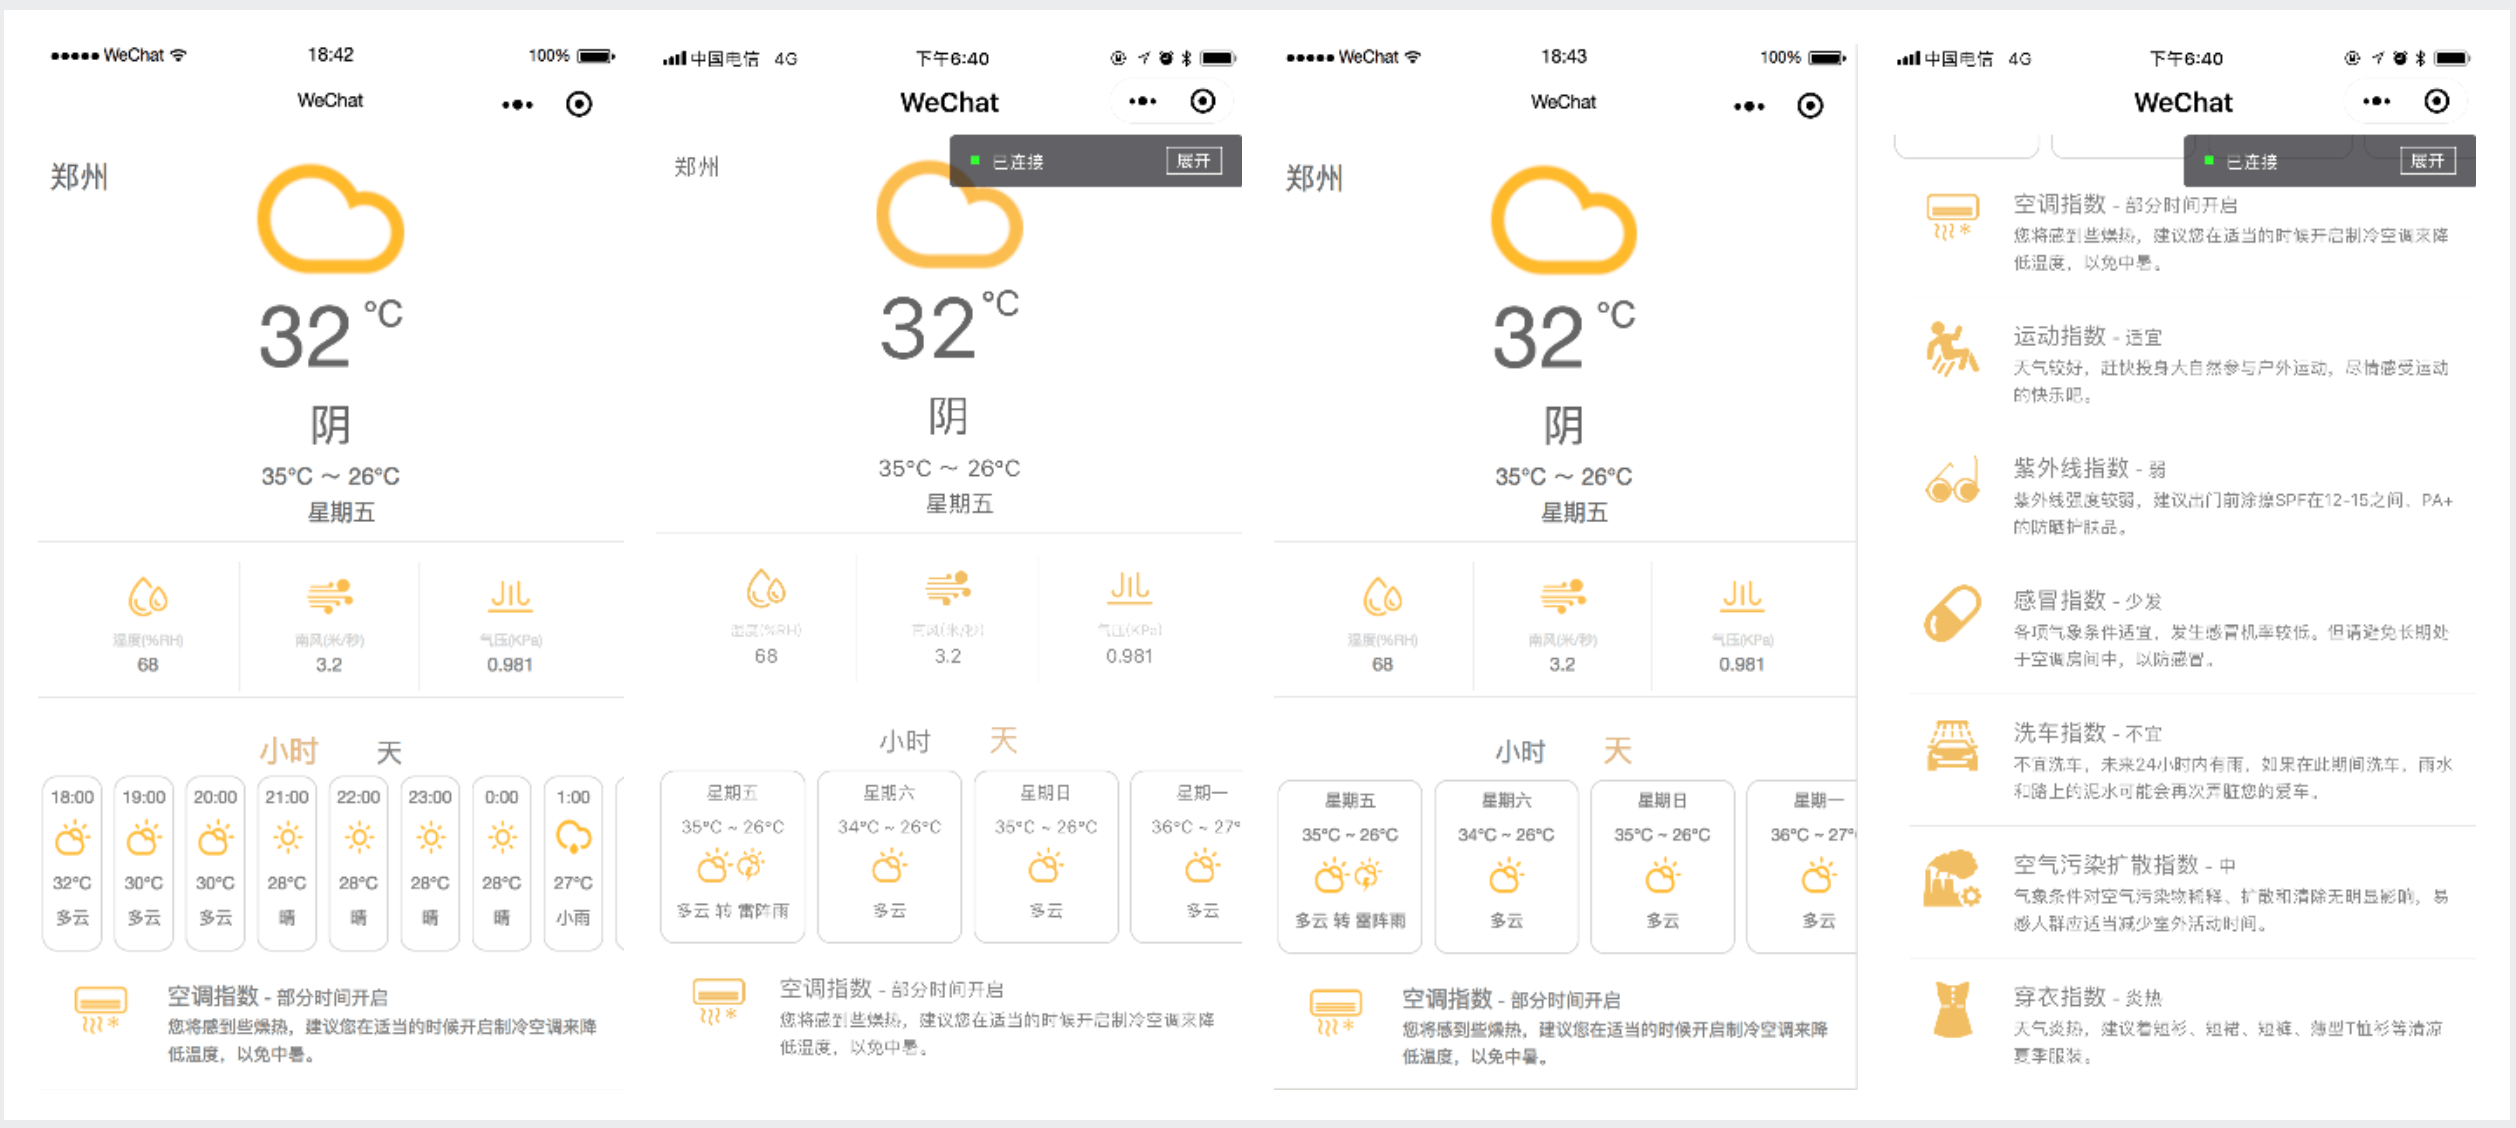 WeChat 18:42 100%
WeChat
郑州
32 °C
阴
35°C ～ 26°C
星期五
湿度(%RH) 南风(米/秒) 气压(KPa)
68 3.2 0.981
小时 天
18:00 19:00 20:00 21:00 22:00 23:00 0:00 1:00
32°C 30°C 30°C 28°C 28°C 28°C 28°C 27°C
多云 多云 多云 晴 晴 晴 晴 小雨
空调指数 - 部分时间开启
您将感到些燥热，建议您在适当的时候开启制冷空调来降
低温度，以免中暑。
中国电信 4G 下午6:40
WeChat
已连接 展开
郑州
32 °C
阴
35°C ～ 26°C
星期五
湿度(%RH) 南风(米/秒) 气压(KPa)
68 3.2 0.981
小时 天
星期五 星期六 星期日 星期一
35°C ~ 26°C 34°C ~ 26°C 35°C ~ 26°C 36°C ~ 27°
多云 转 雷阵雨 多云 多云 多云
空调指数 - 部分时间开启
您将感到些燥热，建议您在适当的时候开启制冷空调来降
低温度，以免中暑。
WeChat 18:43 100%
WeChat
郑州
32 °C
阴
35°C ～ 26°C
星期五
湿度(%RH) 南风(米/秒) 气压(KPa)
68 3.2 0.981
小时 天
星期五 星期六 星期日 星期一
35°C ~ 26°C 34°C ~ 26°C 35°C ~ 26°C 36°C ~ 27°
多云 转 雷阵雨 多云 多云 多云
空调指数 - 部分时间开启
您将感到些燥热，建议您在适当的时候开启制冷空调来降
低温度，以免中暑。
中国电信 4G 下午6:40
WeChat
已连接 展开
空调指数 - 部分时间开启
您将感到些燥热，建议您在适当的时候开启制冷空调来降
低温度，以免中暑。
运动指数 - 适宜
天气较好，赶快投身大自然参与户外运动，尽情感受运动
的快乐吧。
紫外线指数 - 弱
紫外线强度较弱，建议出门前涂擦SPF在12-15之间、PA+
的防晒护肤品。
感冒指数 - 少发
各项气象条件适宜，发生感冒机率较低。但请避免长期处
于空调房间中，以防感冒。
洗车指数 - 不宜
不宜洗车，未来24小时内有雨，如果在此期间洗车，雨水
和路上的泥水可能会再次弄脏您的爱车。
空气污染扩散指数 - 中
气象条件对空气污染物稀释、扩散和清除无明显影响，易
感人群应适当减少室外活动时间。
穿衣指数 - 炎热
天气炎热，建议着短衫、短裙、短裤、薄型T恤衫等清凉
夏季服装。